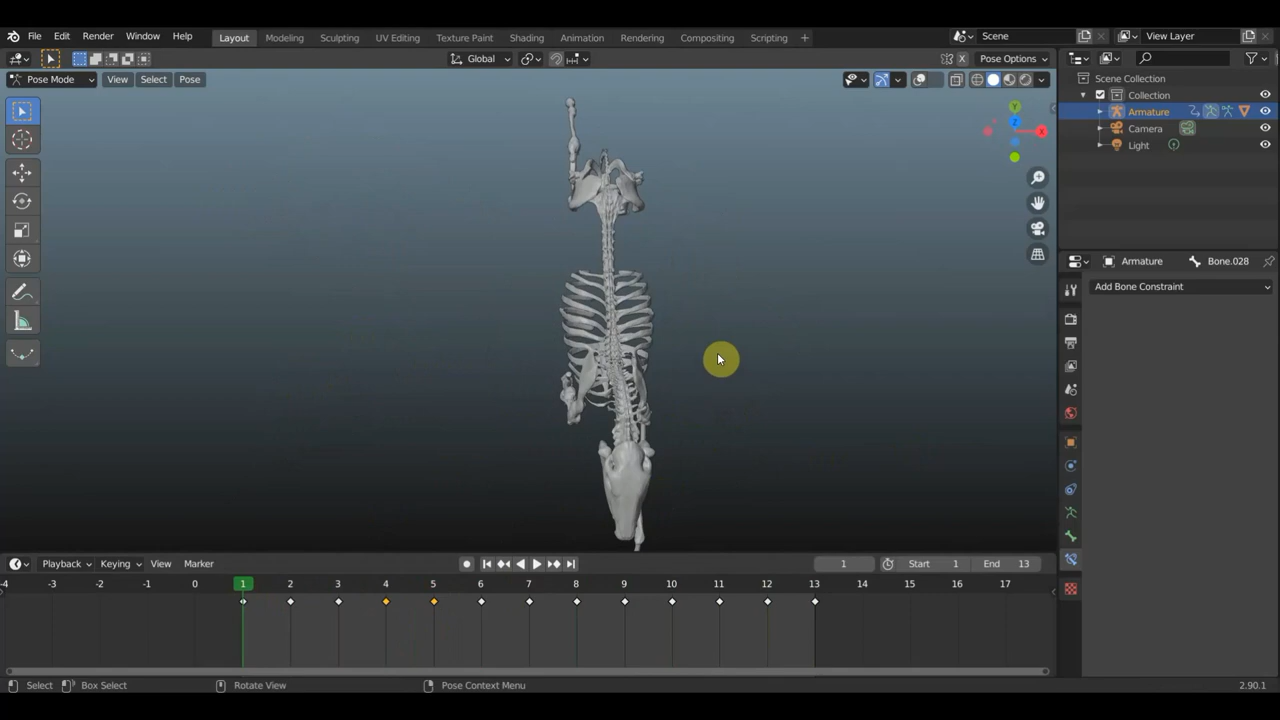 File Edit Render Window Help Layout Modeling Sculpting UV Editing Texture Paint Shading Animation Rendering Compositing Scripting + Scene View Layer
Global Pose Options
Pose Mode View Select Pose
Scene Collection
Collection
Armature
Camera
Light
Y
Z
X
Armature Bone.028
Add Bone Constraint
Playback Keying View Marker 1 Start 1 End 13
-4 -3 -2 -1 0 1 2 3 4 5 6 7 8 9 10 11 12 13 14 15 16 17
Select Box Select Rotate View Pose Context Menu 2.90.1